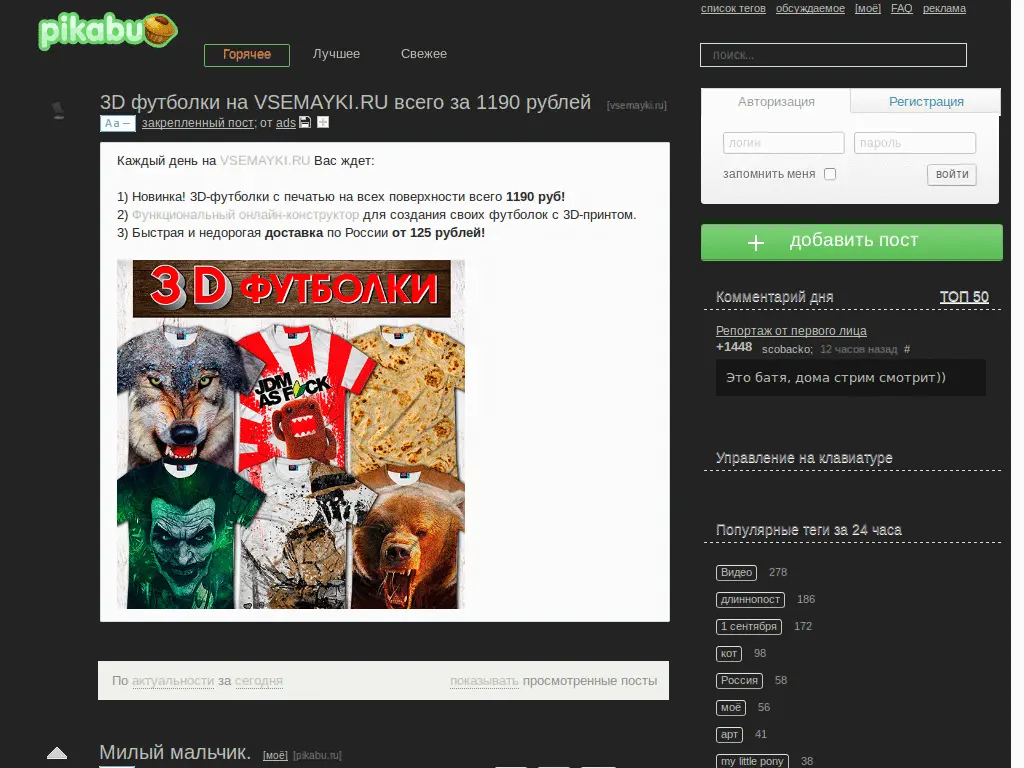 список тегов обсуждаемое [моё] FAQ реклама
pikabu
Горячее Лучшее Свежее
поиск...
3D футболки на VSEMAYKI.RU всего за 1190 рублей [vsemayki.ru]
Aa – закрепленный пост; от ads
Каждый день на VSEMAYKI.RU Вас ждет:
1) Новинка! 3D-футболки с печатью на всех поверхности всего 1190 руб!
2) Функциональный онлайн-конструктор для создания своих футболок с 3D-принтом.
3) Быстрая и недорогая доставка по России от 125 рублей!
3D ФУТБОЛКИ
JDM
AS F CK
По актуальности за сегодня показывать просмотренные посты
Милый мальчик. [моё] [pikabu.ru]
Авторизация Регистрация
логин пароль
запомнить меня войти
добавить пост
Комментарий дня ТОП 50
Репортаж от первого лица
+1448 scobacko; 12 часов назад #
Это батя, дома стрим смотрит))
Управление на клавиатуре
Популярные теги за 24 часа
Видео 278
длиннопост 186
1 сентября 172
кот 98
Россия 58
моё 56
арт 41
my little pony 38